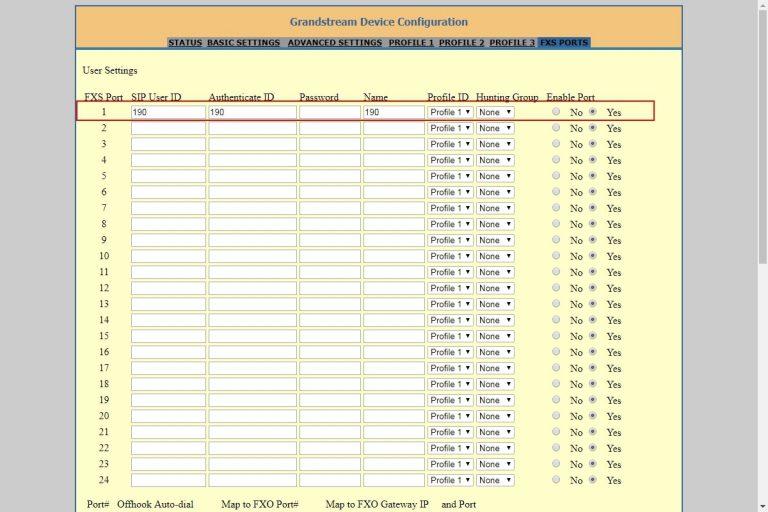 Grandstream Device Configuration
STATUS BASIC SETTINGS ADVANCED SETTINGS PROFILE 1 PROFILE 2 PROFILE 3 FXS PORTS
User Settings
FXS Port SIP User ID Authenticate ID Password Name Profile ID Hunting Group Enable Port
1 190 190 190 Profile 1 None No Yes
2 Profile 1 None No Yes
3 Profile 1 None No Yes
4 Profile 1 None No Yes
5 Profile 1 None No Yes
6 Profile 1 None No Yes
7 Profile 1 None No Yes
8 Profile 1 None No Yes
9 Profile 1 None No Yes
10 Profile 1 None No Yes
11 Profile 1 None No Yes
12 Profile 1 None No Yes
13 Profile 1 None No Yes
14 Profile 1 None No Yes
15 Profile 1 None No Yes
16 Profile 1 None No Yes
17 Profile 1 None No Yes
18 Profile 1 None No Yes
19 Profile 1 None No Yes
20 Profile 1 None No Yes
21 Profile 1 None No Yes
22 Profile 1 None No Yes
23 Profile 1 None No Yes
24 Profile 1 None No Yes
Port# Offhook Auto-dial Map to FXO Port# Map to FXO Gateway IP and Port